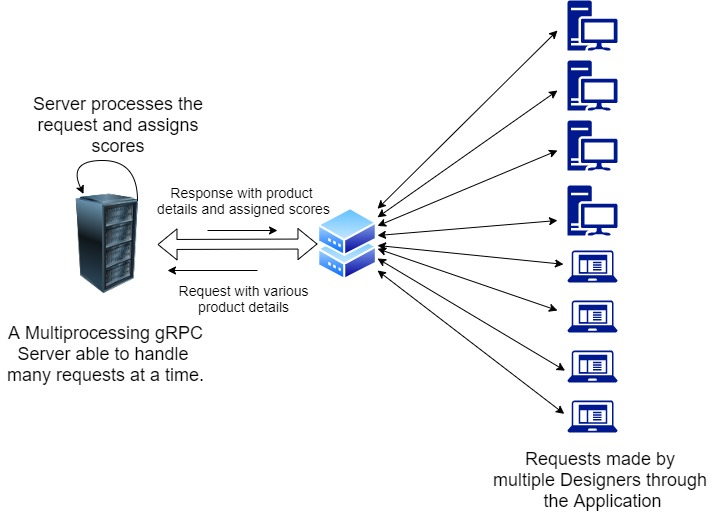 Server processes the
request and assigns
scores
Response with product
details and assigned scores
Request with various
product details
A Multiprocessing gRPC
Server able to handle
many requests at a time.
Requests made by
multiple Designers through
the Application